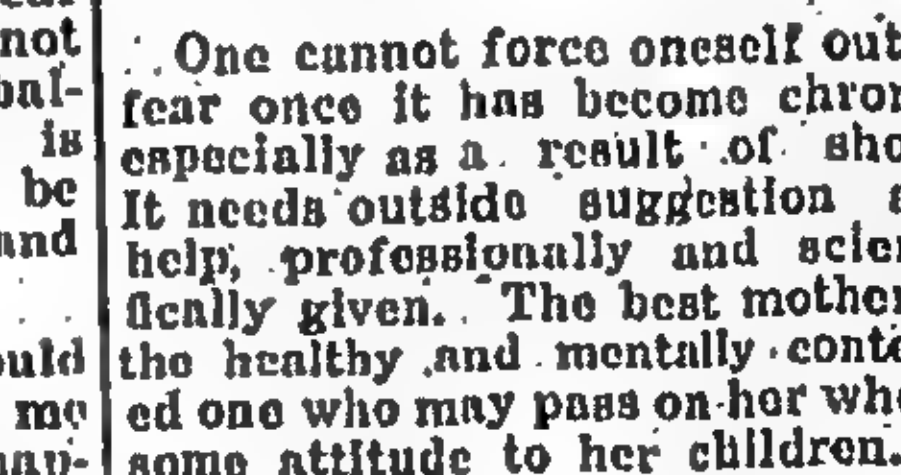 not
bal-
is
be
and
ould
me
One cannot force oneself out
fear once it has become chron
especially as a result of sho
It needs outside suggestion
help, professionally and scien
fically given. The best mother
the healthy and mentally conte
ed one who may pass on her who
some attitude to her children.